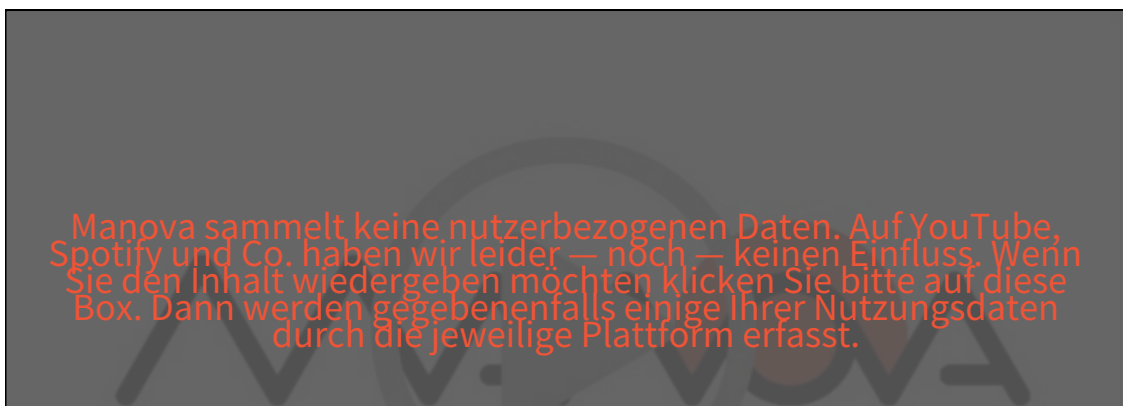 Manova sammelt keine nutzerbezogenen Daten. Auf YouTube,
Spotify und Co. haben wir leider — noch — keinen Einfluss. Wenn
Sie den Inhalt wiedergeben möchten klicken Sie bitte auf diese
Box. Dann werden gegebenenfalls einige Ihrer Nutzungsdaten
durch die jeweilige Plattform erfasst.
MANOVA